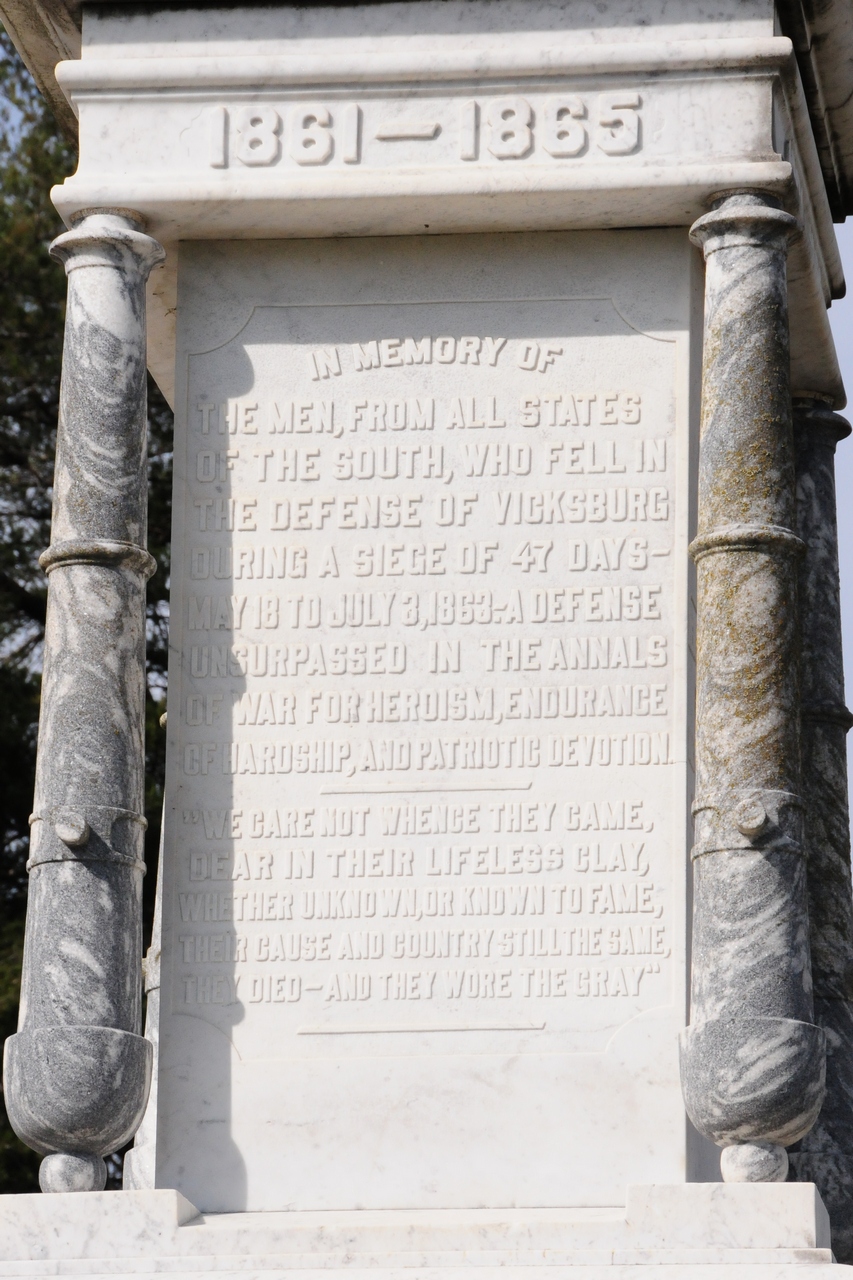 1861 — 1865
IN MEMORY OF
THE MEN, FROM ALL STATES
OF THE SOUTH, WHO FELL IN
THE DEFENSE OF VICKSBURG
DURING A SIEGE OF 47 DAYS-
MAY 18 TO JULY 3, 1863.-A DEFENSE
UNSURPASSED IN THE ANNALS
OF WAR FOR HEROISM, ENDURANCE
OF HARDSHIP, AND PATRIOTIC DEVOTION.
"WE CARE NOT WHENCE THEY CAME,
DEAR IN THEIR LIFELESS CLAY,
WHETHER UNKNOWN, OR KNOWN TO FAME,
THEIR CAUSE AND COUNTRY STILL THE SAME,
THEY DIED—AND THEY WORE THE GRAY"